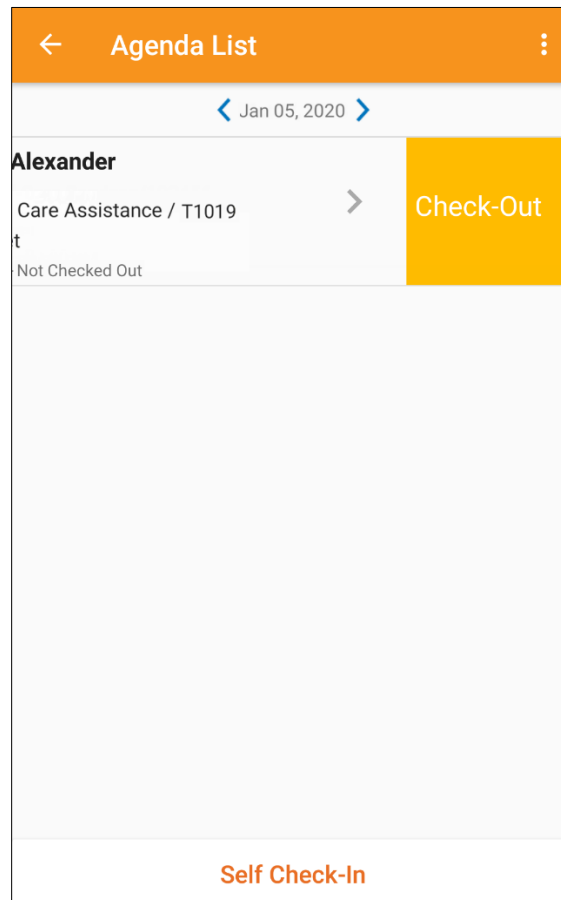 Agenda List
Jan 05, 2020
Alexander
Care Assistance / T1019
t
Not Checked Out
Check-Out
Self Check-In